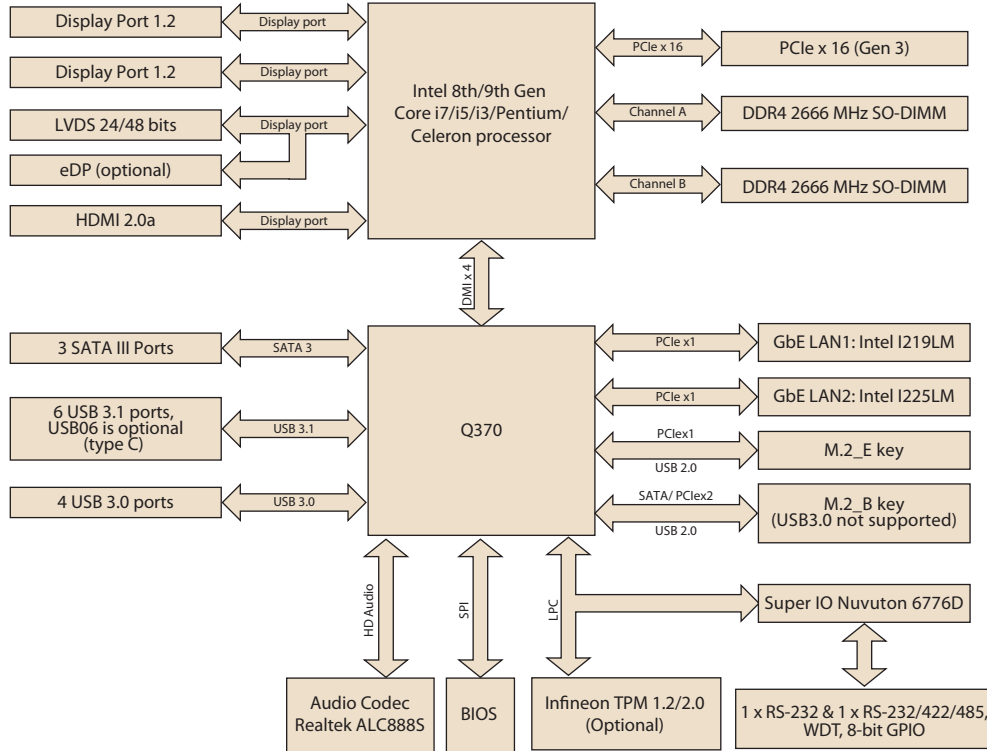 Display Port 1.2
Display port
Display Port 1.2
Display port
LVDS 24/48 bits
Display port
eDP (optional)
HDMI 2.0a
Display port
Intel 8th/9th Gen
Core i7/i5/i3/Pentium/
Celeron processor
PCIe x 16
PCIe x 16 (Gen 3)
Channel A
DDR4 2666 MHz SO-DIMM
Channel B
DDR4 2666 MHz SO-DIMM
DMI x 4
3 SATA III Ports
SATA 3
6 USB 3.1 ports,
USB06 is optional
(type C)
USB 3.1
4 USB 3.0 ports
USB 3.0
Q370
PCIe x1
GbE LAN1: Intel I219LM
PCIe x1
GbE LAN2: Intel I225LM
PCIex1
USB 2.0
M.2_E key
SATA/ PCIex2
USB 2.0
M.2_B key
(USB3.0 not supported)
HD Audio
SPI
LPC
Super IO Nuvuton 6776D
Audio Codec
Realtek ALC888S
BIOS
Infineon TPM 1.2/2.0
(Optional)
1 x RS-232 & 1 x RS-232/422/485,
WDT, 8-bit GPIO